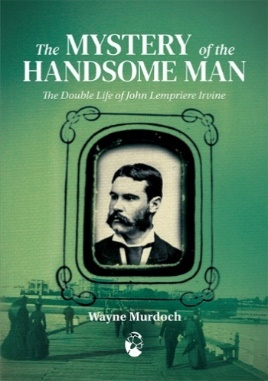 The MYSTERY of the
HANDSOME MAN
The Double Life of John Lempriere Irvine
Wayne Murdoch